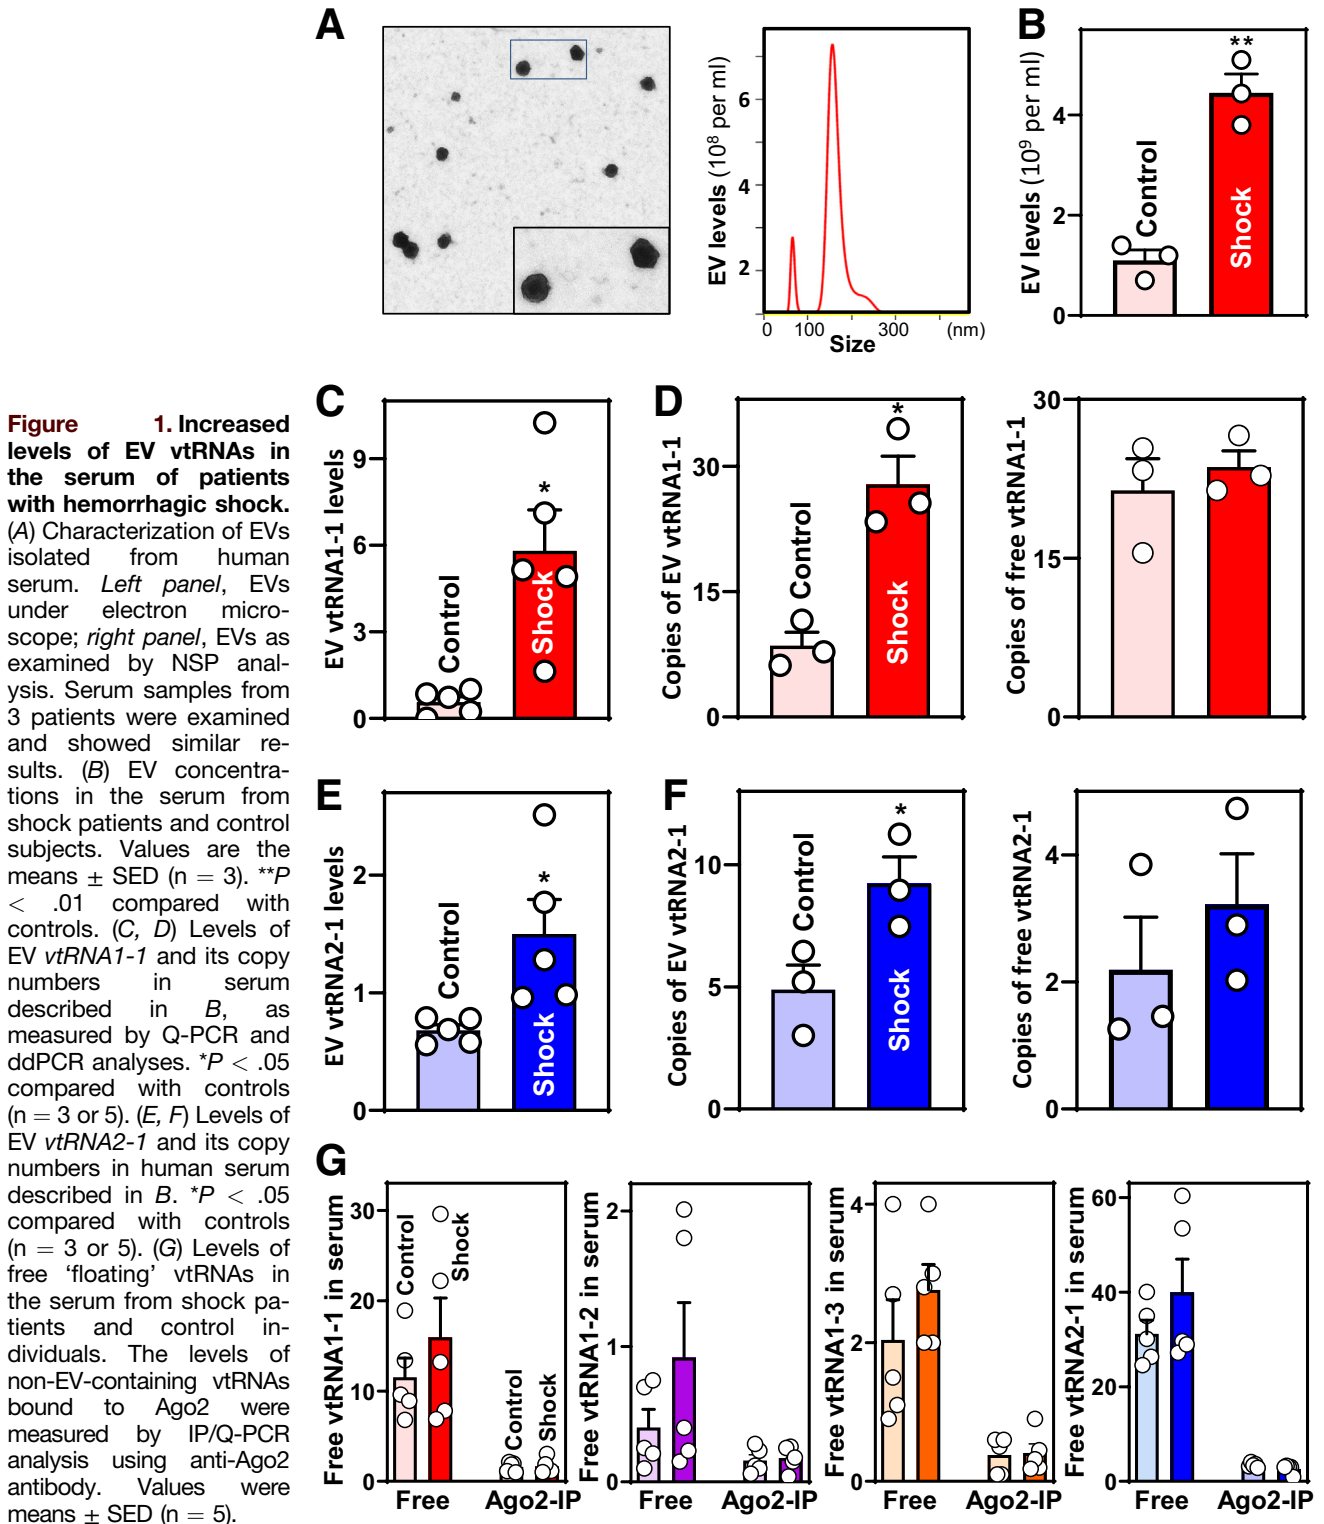 A
EV levels (10⁸ per ml)
6
4
2
0 100 300 (nm)
Size
B
EV levels (10⁹ per ml)
4
2
0
Control
Shock
**
Figure 1. Increased
levels of EV vtRNAs in
the serum of patients
with hemorrhagic shock.
(A) Characterization of EVs
isolated from human
serum. Left panel, EVs
under electron micro-
scope; right panel, EVs as
examined by NSP anal-
ysis. Serum samples from
3 patients were examined
and showed similar re-
sults. (B) EV concentra-
tions in the serum from
shock patients and control
subjects. Values are the
means ± SED (n = 3). **P
< .01 compared with
controls. (C, D) Levels of
EV vtRNA1-1 and its copy
numbers in serum
described in B, as
measured by Q-PCR and
ddPCR analyses. *P < .05
compared with controls
(n = 3 or 5). (E, F) Levels of
EV vtRNA2-1 and its copy
numbers in human serum
described in B. *P < .05
compared with controls
(n = 3 or 5). (G) Levels of
free ‘floating’ vtRNAs in
the serum from shock pa-
tients and control in-
dividuals. The levels of
non-EV-containing vtRNAs
bound to Ago2 were
measured by IP/Q-PCR
analysis using anti-Ago2
antibody. Values were
means ± SED (n = 5).
C
EV vtRNA1-1 levels
9
6
3
0
Control
Shock
*
D
Copies of EV vtRNA1-1
30
15
0
Control
Shock
*
Copies of free vtRNA1-1
30
15
0
E
EV vtRNA2-1 levels
2
1
0
Control
Shock
*
F
Copies of EV vtRNA2-1
10
5
0
Control
Shock
*
Copies of free vtRNA2-1
4
2
0
G
Free vtRNA1-1 in serum
30
20
10
0
Control
Shock
Control
Shock
Free Ago2-IP
Free vtRNA1-2 in serum
2
1
0
Free Ago2-IP
Free vtRNA1-3 in serum
4
2
0
Free Ago2-IP
Free vtRNA2-1 in serum
60
40
20
0
Free Ago2-IP